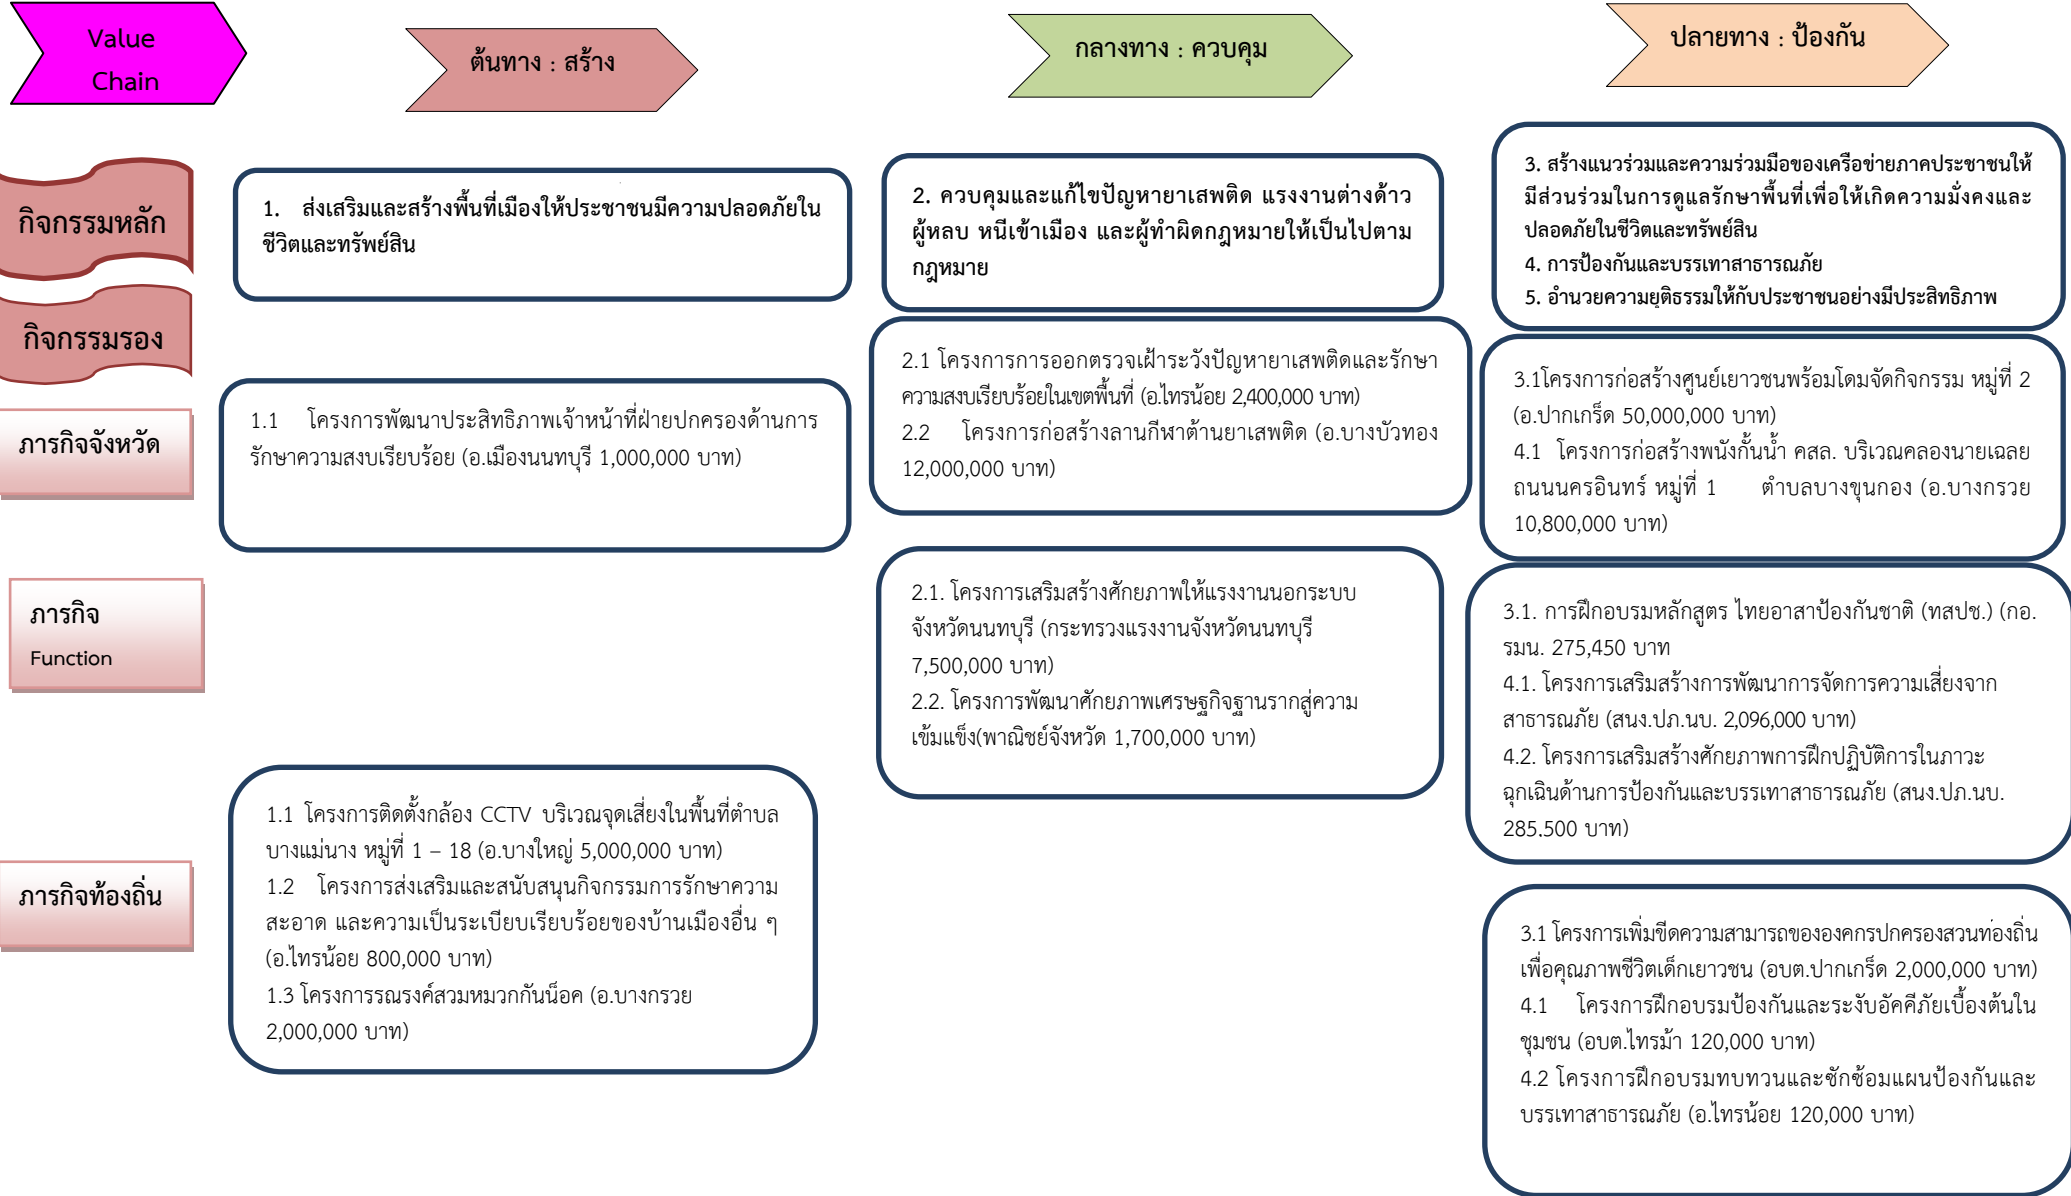 Value
Chain
ต้นทาง : สร้าง
กลางทาง : ควบคุม
ปลายทาง : ป้องกัน
กิจกรรมหลัก
1. ส่งเสริมและสร้างพื้นที่เมืองให้ประชาชนมีความปลอดภัยใน
ชีวิตและทรัพย์สิน
2. ควบคุมและแก้ไขปัญหายาเสพติด แรงงานต่างด้าว
ผู้หลบ หนีเข้าเมือง และผู้ทำผิดกฎหมายให้เป็นไปตาม
กฎหมาย
3. สร้างแนวร่วมและความร่วมมือของเครือข่ายภาคประชาชนให้
มีส่วนร่วมในการดูแลรักษาพื้นที่เพื่อให้เกิดความมั่งคงและ
ปลอดภัยในชีวิตและทรัพย์สิน
4. การป้องกันและบรรเทาสาธารณภัย
5. อำนวยความยุติธรรมให้กับประชาชนอย่างมีประสิทธิภาพ
กิจกรรมรอง
ภารกิจจังหวัด
1.1 โครงการพัฒนาประสิทธิภาพเจ้าหน้าที่ฝ่ายปกครองด้านการ
รักษาความสงบเรียบร้อย (อ.เมืองนนทบุรี 1,000,000 บาท)
2.1 โครงการการออกตรวจเฝ้าระวังปัญหายาเสพติดและรักษา
ความสงบเรียบร้อยในเขตพื้นที่ (อ.ไทรน้อย 2,400,000 บาท)
2.2 โครงการก่อสร้างลานกีฬาต้านยาเสพติด (อ.บางบัวทอง
12,000,000 บาท)
3.1โครงการก่อสร้างศูนย์เยาวชนพร้อมโดมจัดกิจกรรม หมู่ที่ 2
(อ.ปากเกร็ด 50,000,000 บาท)
4.1 โครงการก่อสร้างพนังกั้นน้ำ คสล. บริเวณคลองนายเฉลย
ถนนนครอินทร์ หมู่ที่ 1 ตำบลบางขุนกอง (อ.บางกรวย
10,800,000 บาท)
ภารกิจ
Function
2.1. โครงการเสริมสร้างศักยภาพให้แรงงานนอกระบบ
จังหวัดนนทบุรี (กระทรวงแรงงานจังหวัดนนทบุรี
7,500,000 บาท)
2.2. โครงการพัฒนาศักยภาพเศรษฐกิจฐานรากสู่ความ
เข้มแข็ง(พาณิชย์จังหวัด 1,700,000 บาท)
3.1. การฝึกอบรมหลักสูตร ไทยอาสาป้องกันชาติ (ทสปช.) (กอ.
รมน. 275,450 บาท
4.1. โครงการเสริมสร้างการพัฒนาการจัดการความเสี่ยงจาก
สาธารณภัย (สนง.ปภ.นบ. 2,096,000 บาท)
4.2. โครงการเสริมสร้างศักยภาพการฝึกปฏิบัติการในภาวะ
ฉุกเฉินด้านการป้องกันและบรรเทาสาธารณภัย (สนง.ปภ.นบ.
285,500 บาท)
ภารกิจท้องถิ่น
1.1 โครงการติดตั้งกล้อง CCTV บริเวณจุดเสี่ยงในพื้นที่ตำบล
บางแม่นาง หมู่ที่ 1 – 18 (อ.บางใหญ่ 5,000,000 บาท)
1.2 โครงการส่งเสริมและสนับสนุนกิจกรรมการรักษาความ
สะอาด และความเป็นระเบียบเรียบร้อยของบ้านเมืองอื่น ๆ
(อ.ไทรน้อย 800,000 บาท)
1.3 โครงการรณรงค์สวมหมวกกันน็อค (อ.บางกรวย
2,000,000 บาท)
3.1 โครงการเพิ่มขีดความสามารถขององคกรปกครองสวนท้องถิ่น
เพื่อคุณภาพชีวิตเด็กเยาวชน (อบต.ปากเกร็ด 2,000,000 บาท)
4.1 โครงการฝึกอบรมป้องกันและระงับอัคคีภัยเบื้องต้นใน
ชุมชน (อบต.ไทรม้า 120,000 บาท)
4.2 โครงการฝึกอบรมทบทวนและซักซ้อมแผนป้องกันและ
บรรเทาสาธารณภัย (อ.ไทรน้อย 120,000 บาท)